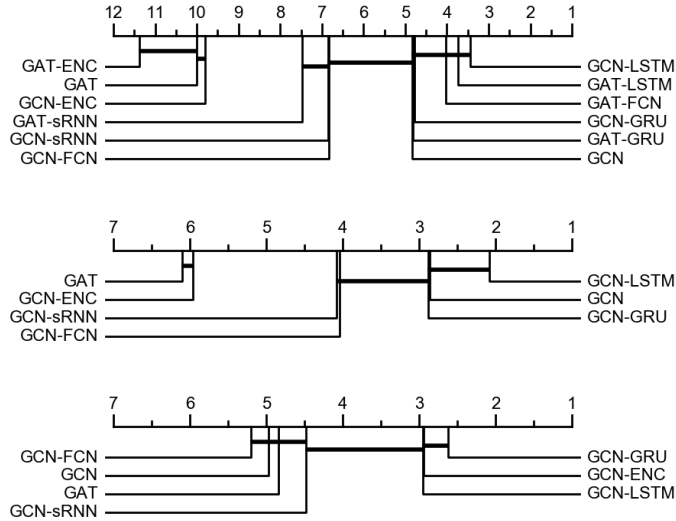 12 11 10 9 8 7 6 5 4 3 2 1
GAT-ENC GCN-LSTM
GAT GAT-LSTM
GCN-ENC GAT-FCN
GAT-sRNN GCN-GRU
GCN-sRNN GAT-GRU
GCN-FCN GCN
7 6 5 4 3 2 1
GAT GCN-LSTM
GCN-ENC GCN
GCN-sRNN GCN-GRU
GCN-FCN
7 6 5 4 3 2 1
GCN-FCN GCN-GRU
GCN GCN-ENC
GAT GCN-LSTM
GCN-sRNN